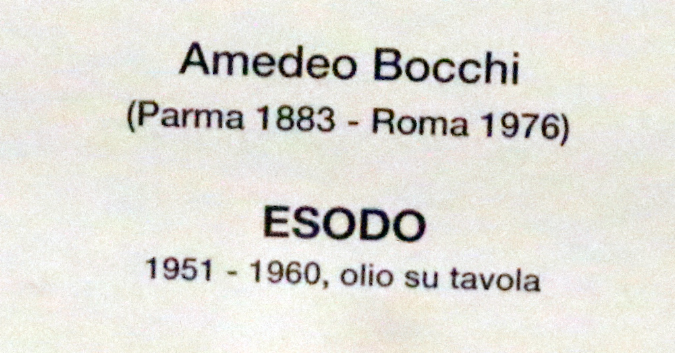 Amedeo Bocchi
(Parma 1883 - Roma 1976)
ESODO
1951 - 1960, olio su tavola